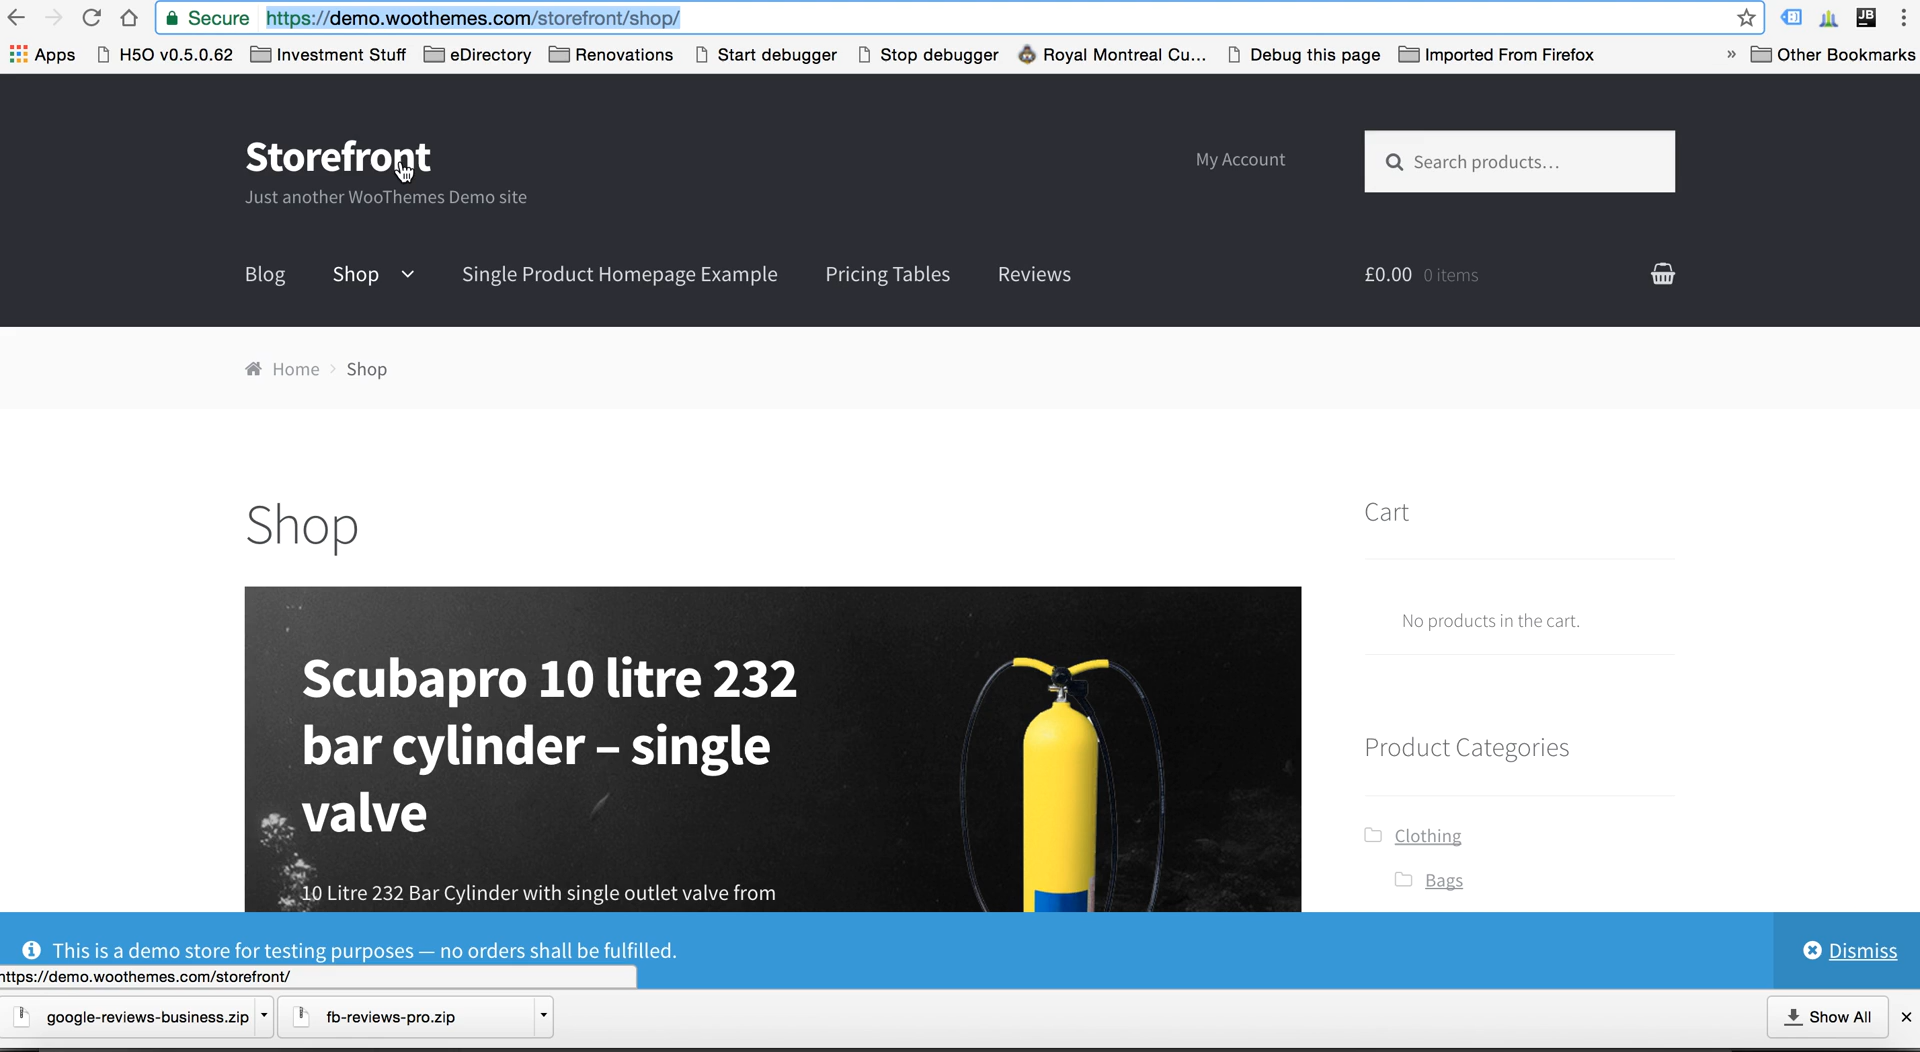 Secure https://demo.woothemes.com/storefront/shop/
JB
Apps H5O v0.5.0.62 Investment Stuff eDirectory Renovations Start debugger Stop debugger Royal Montreal Cu... Debug this page Imported From Firefox » Other Bookmarks
Storefront
Just another WooThemes Demo site
My Account
Search products...
Blog Shop Single Product Homepage Example Pricing Tables Reviews
£0.00 0 items
Home › Shop
Shop
Cart
No products in the cart.
Scubapro 10 litre 232
bar cylinder – single
valve
10 Litre 232 Bar Cylinder with single outlet valve from
Product Categories
Clothing
Bags
This is a demo store for testing purposes — no orders shall be fulfilled.
Dismiss
https://demo.woothemes.com/storefront/
google-reviews-business.zip fb-reviews-pro.zip Show All